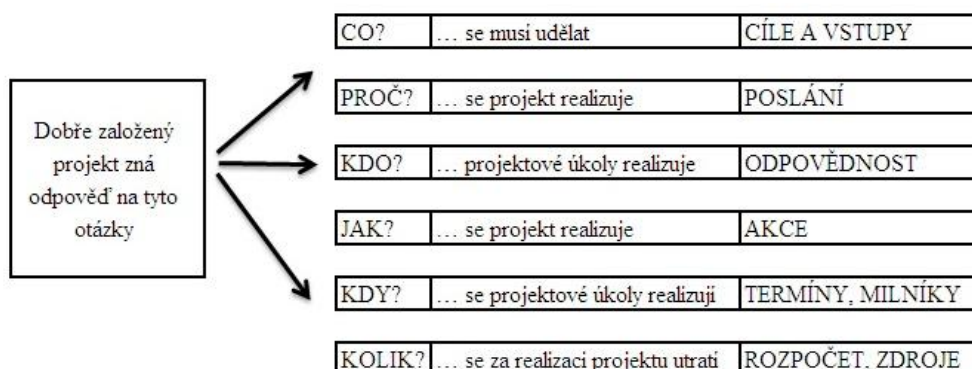 Dobře založený
projekt zná
odpověď na tyto
otázky
CO? … se musí udělat CÍLE A VSTUPY
PROČ? … se projekt realizuje POSLÁNÍ
KDO? … projektové úkoly realizuje ODPOVĚDNOST
JAK? … se projekt realizuje AKCE
KDY? … se projektové úkoly realizují TERMÍNY, MILNÍKY
KOLIK? … se za realizaci projektu utratí ROZPOČET, ZDROJE